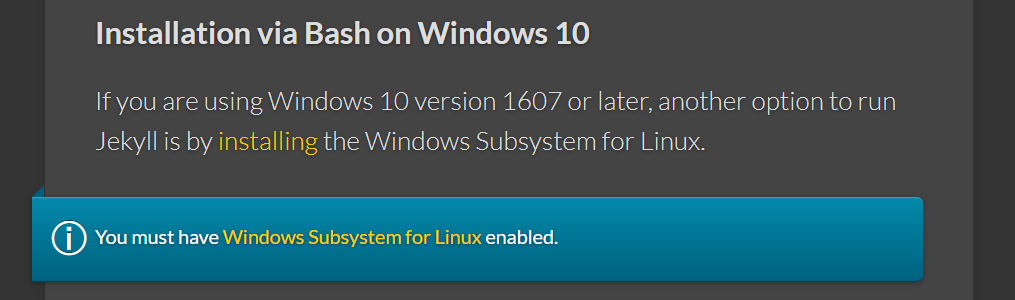 Installation via Bash on Windows 10
If you are using Windows 10 version 1607 or later, another option to run
Jekyll is by installing the Windows Subsystem for Linux.
You must have Windows Subsystem for Linux enabled.